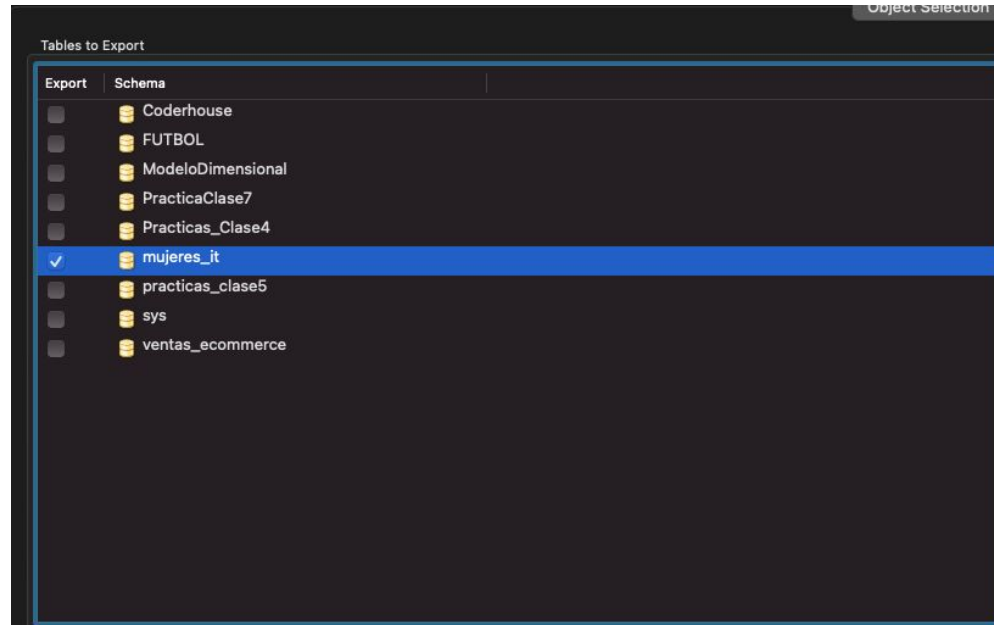 Object Selection
Tables to Export
Export Schema
Coderhouse
FUTBOL
ModeloDimensional
PracticaClase7
Practicas_Clase4
mujeres_it
practicas_clase5
sys
ventas_ecommerce